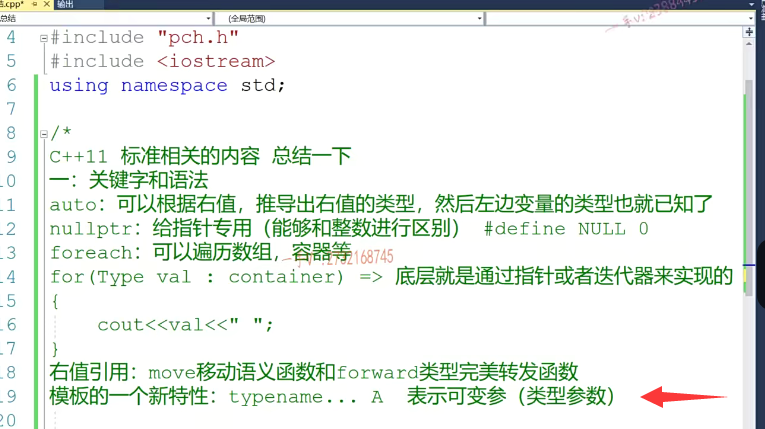 总结.cpp* 输出
总结 (全局范围)
4 #include "pch.h"
5 #include <iostream>
6 using namespace std;
7
8 /*
9 C++11 标准相关的内容 总结一下
10 一：关键字和语法
11 auto：可以根据右值，推导出右值的类型，然后左边变量的类型也就已知了
12 nullptr：给指针专用（能够和整数进行区别） #define NULL 0
13 foreach：可以遍历数组，容器等
14 for(Type val : container) => 底层就是通过指针或者迭代器来实现的
15 {
16 cout<<val<<" ";
17 }
18 右值引用：move移动语义函数和forward类型完美转发函数
19 模板的一个新特性：typename... A 表示可变参（类型参数）
20